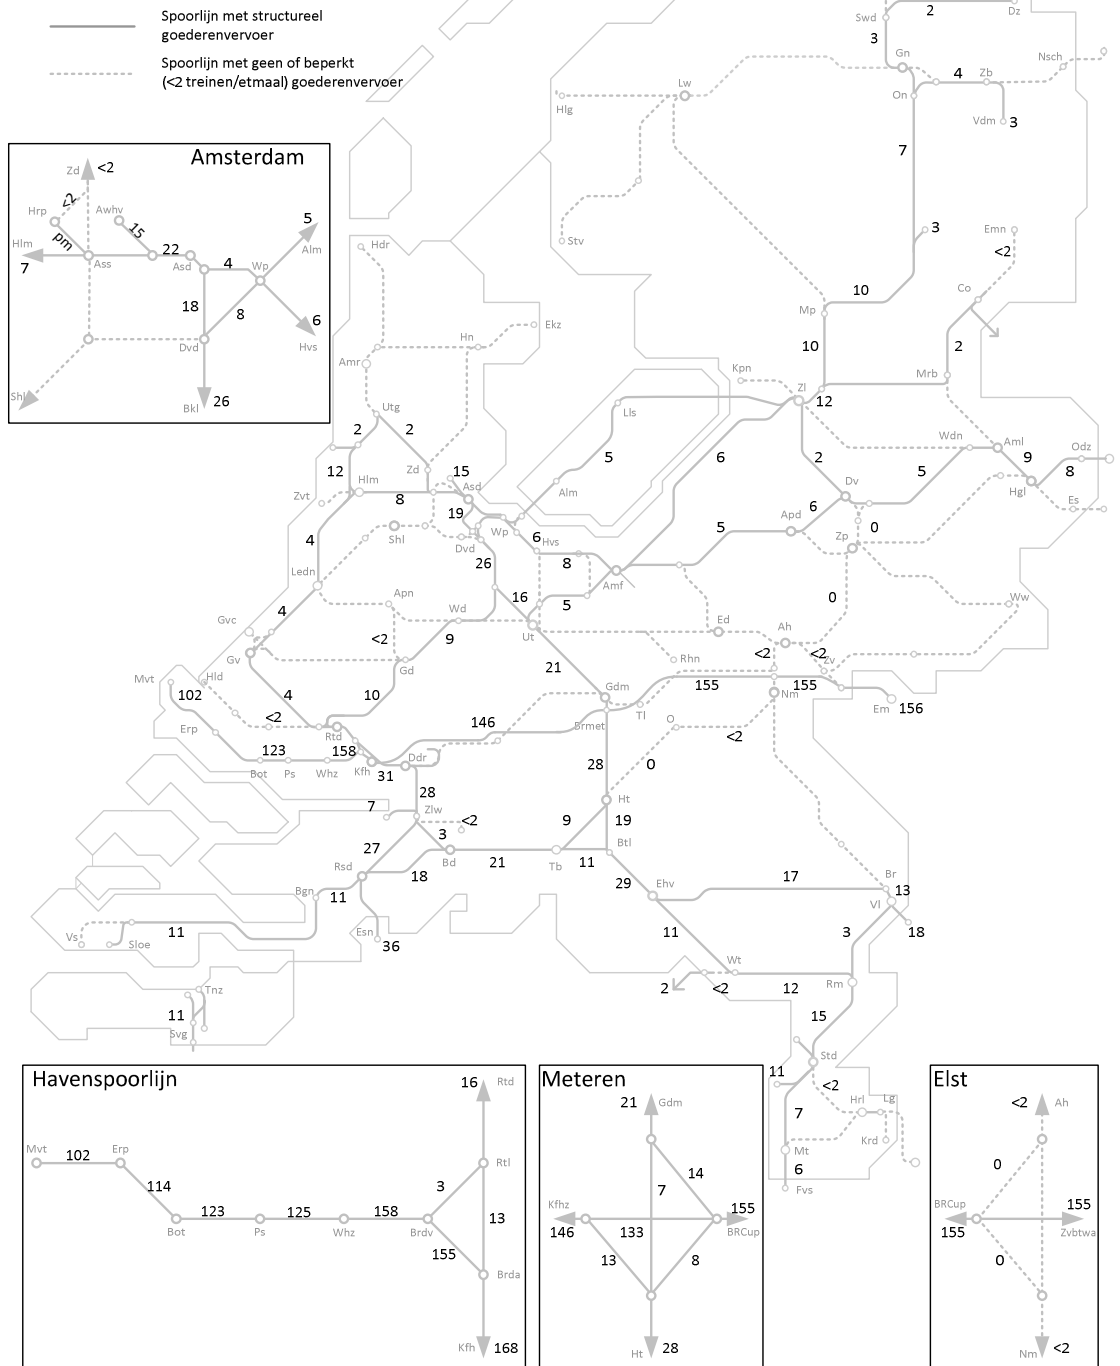 Spoorlijn met structureel
goederenvervoer
Spoorlijn met geen of beperkt
(<2 treinen/etmaal) goederenvervoer
2
Dz
Swd
3
Gn
Nsch
4
Zb
On
Lw
Hlg
Vdm
3
7
Stv
3
Emn
<2
Co
10
Mp
10
2
Mrb
Kpn
Zl
12
Amsterdam
Zd
<2
<2
Hrp
pm
Awhv
15
Hlm
7
Ass
22
Asd
4
Wp
5
Alm
18
8
6
Hvs
Dvd
Shl
Bkl
26
Hdr
Ekz
Hn
Amr
Utg
2
2
Lls
5
6
2
Wdn
Aml
9
Odz
8
5
Hgl
Es
12
Zd
15
Hlm
8
Asd
Zvt
19
Alm
Dv
6
Apd
5
0
Zp
4
Shl
Dvd
Wp
6
Hvs
26
8
Amf
Ledn
Apn
16
5
0
Ww
4
Gvc
<2
Wd
9
Ut
Ed
Ah
<2
<2
Zv
Gv
Gd
21
Rhn
Mvt
102
Hld
4
10
Gdm
155
155
Nm
Em
156
Tl
<2
Erp
Rtd
146
Brmet
O
<2
123
158
Bot
Ps
Whz
Kfh
31
Ddr
28
0
28
7
Zlw
<2
Ht
9
19
27
3
Bd
21
Tb
11
Btl
Rsd
18
29
Ehv
17
Br
13
Vl
18
Bgn
11
11
3
Vs
Sloe
11
Esn
36
Wt
2
<2
12
Rm
Tnz
11
Svg
15
Std
11
<2
7
Hrl
Lg
Krd
Mt
6
Fvs
Havenspoorlijn
16
Rtd
Mvt
102
Erp
114
Rtl
3
Bot
123
Ps
125
Whz
158
Brdv
13
155
Brda
Kfh
168
Meteren
21
Gdm
14
7
Kfhz
146
133
155
BRCup
13
8
Ht
28
Elst
<2
Ah
0
BRCup
155
155
Zvbtwa
0
Nm
<2